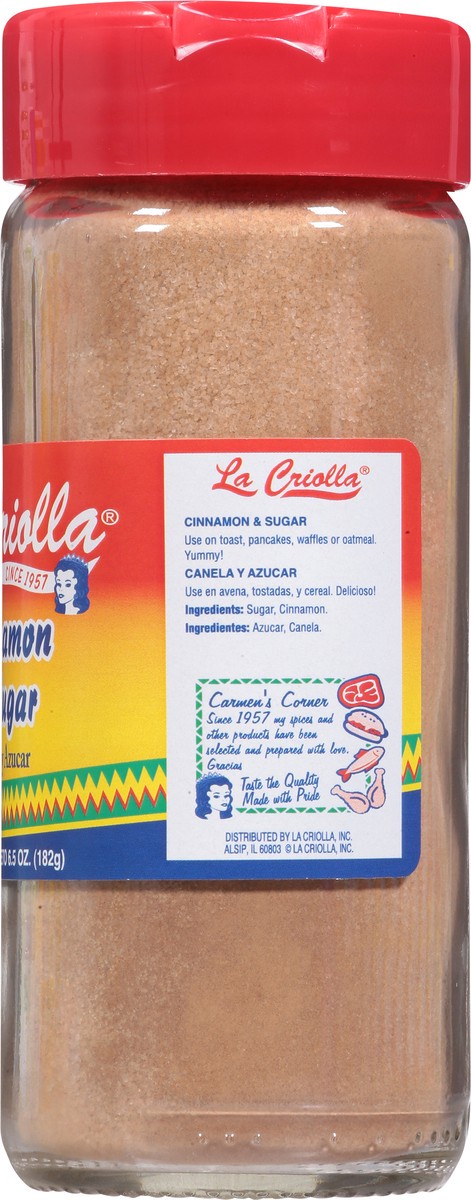 riolla®
SINCE 1957
amon
ugar
Azucar
6.5 OZ. (182g)
La Criolla®
CINNAMON & SUGAR
Use on toast, pancakes, waffles or oatmeal.
Yummy!
CANELA Y AZUCAR
Use en avena, tostadas, y cereal. Delicioso!
Ingredients: Sugar, Cinnamon.
Ingredientes: Azucar, Canela.
Carmen's Corner
Since 1957 my spices and
other products have been
selected and prepared with love.
Gracias
Taste the Quality
Made with Pride
DISTRIBUTED BY LA CRIOLLA, INC.
ALSIP, IL 60803 © LA CRIOLLA, INC.